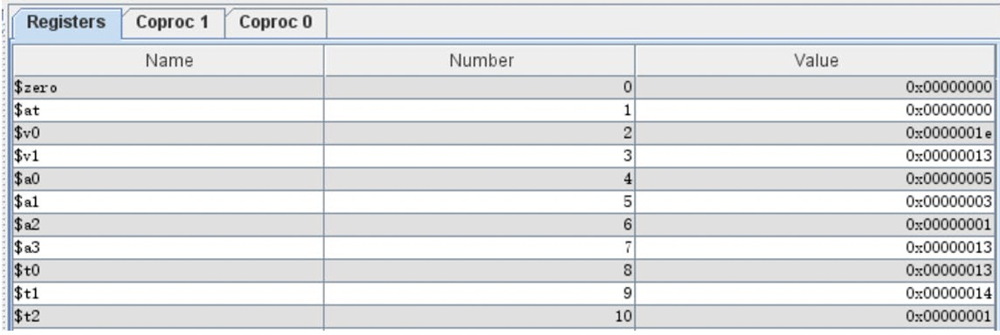 Registers Coproc 1 Coproc 0
Name Number Value
$zero 0 0x00000000
$at 1 0x00000000
$v0 2 0x0000001e
$v1 3 0x00000013
$a0 4 0x00000005
$a1 5 0x00000003
$a2 6 0x00000001
$a3 7 0x00000013
$t0 8 0x00000013
$t1 9 0x00000014
$t2 10 0x00000001